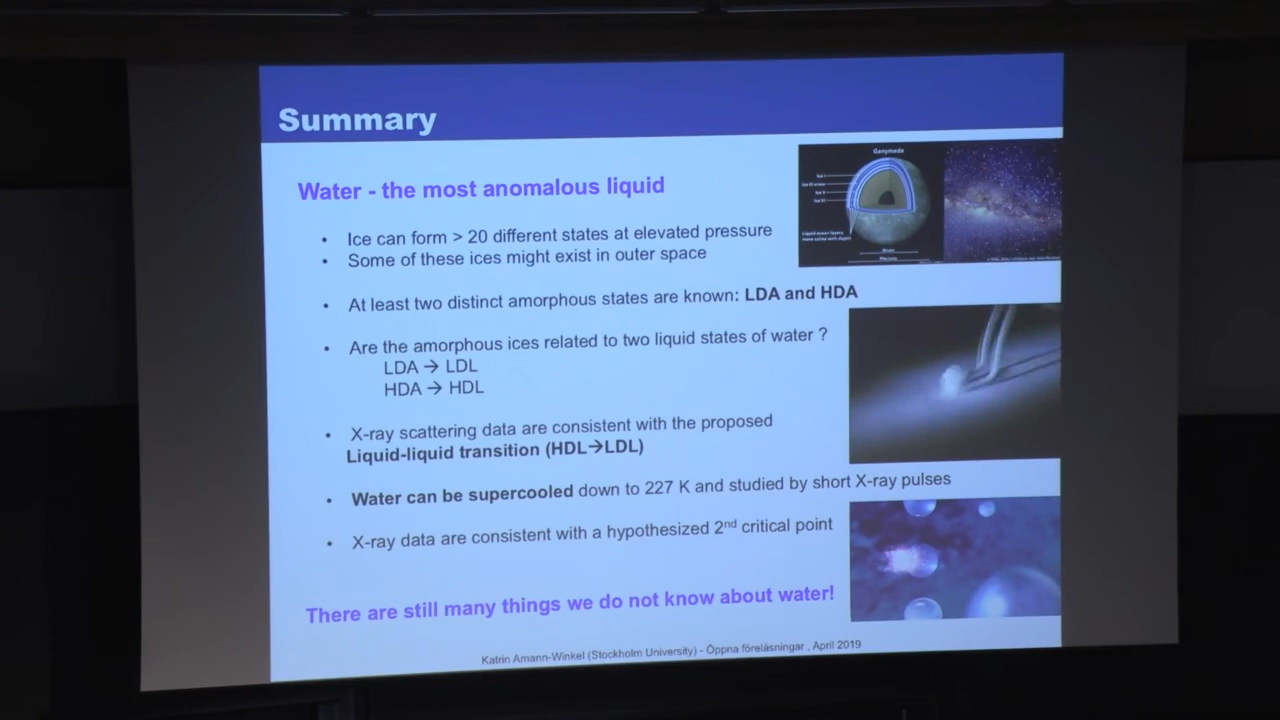 Summary
Water - the most anomalous liquid
• Ice can form > 20 different states at elevated pressure
• Some of these ices might exist in outer space
• At least two distinct amorphous states are known: LDA and HDA
• Are the amorphous ices related to two liquid states of water ?
LDA → LDL
HDA → HDL
• X-ray scattering data are consistent with the proposed
Liquid-liquid transition (HDL→LDL)
• Water can be supercooled down to 227 K and studied by short X-ray pulses
• X-ray data are consistent with a hypothesized 2nd critical point
There are still many things we do not know about water!
Katrin Amann-Winkel (Stockholm University) - Öppna föreläsningar , April 2019
Ganymede